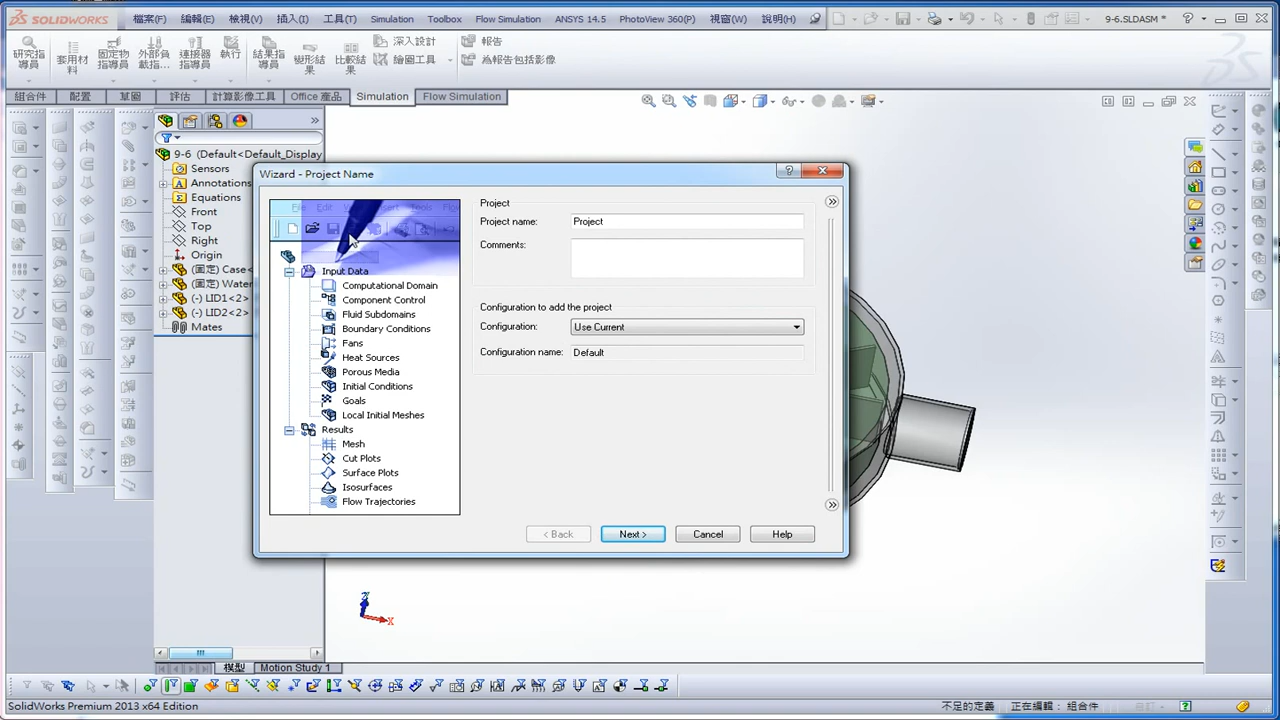 SOLIDWORKS 檔案(F) 編輯(E) 檢視(V) 插入(I) 工具(T) Simulation Toolbox Flow Simulation ANSYS 14.5 PhotoView 360(P) 視窗(W) 說明(H) 9-6.SLDASM *
深入設計 報告
研究指導員 套用材料 固定物指導員 外部負載指... 連接器指導員 執行 結果指導員 變形結果 比較結果 繪圖工具 為報告包括影像
組合件 配置 草圖 評估 計算影像工具 Office 產品 Simulation Flow Simulation
9-6 (Default<Default_Display
Sensors
Annotations
Equations
Front
Top
Right
Origin
(固定) Case<
(固定) Water
(-) LID1<2>
(-) LID2<2>
Mates
Wizard - Project Name
Input Data
Computational Domain
Component Control
Fluid Subdomains
Boundary Conditions
Fans
Heat Sources
Porous Media
Initial Conditions
Goals
Local Initial Meshes
Results
Mesh
Cut Plots
Surface Plots
Isosurfaces
Flow Trajectories
Project
Project name: Project
Comments:
Configuration to add the project
Configuration: Use Current
Configuration name: Default
< Back Next > Cancel Help
Z
X
模型 Motion Study 1
SolidWorks Premium 2013 x64 Edition 不足的定義 正在編輯: 組合件